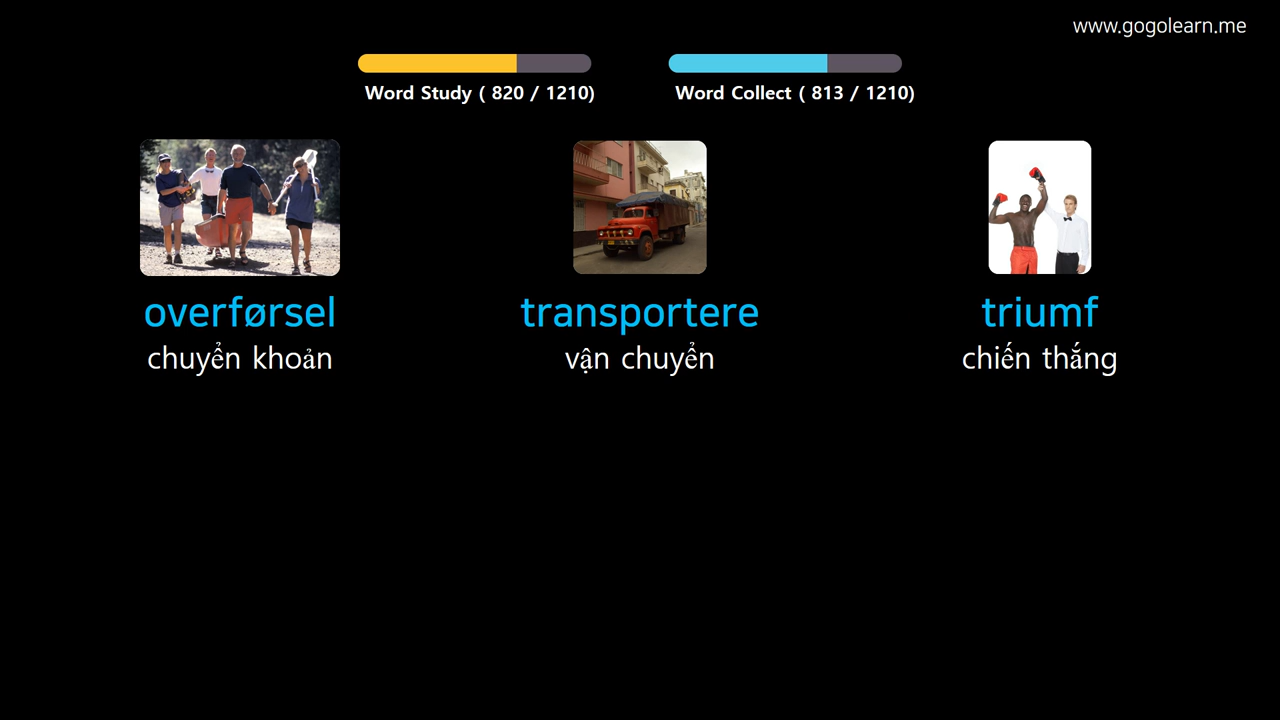 www.gogolearn.me
Word Study ( 820 / 1210)
Word Collect ( 813 / 1210)
overførsel
chuyển khoản
transportere
vận chuyển
triumf
chiến thắng